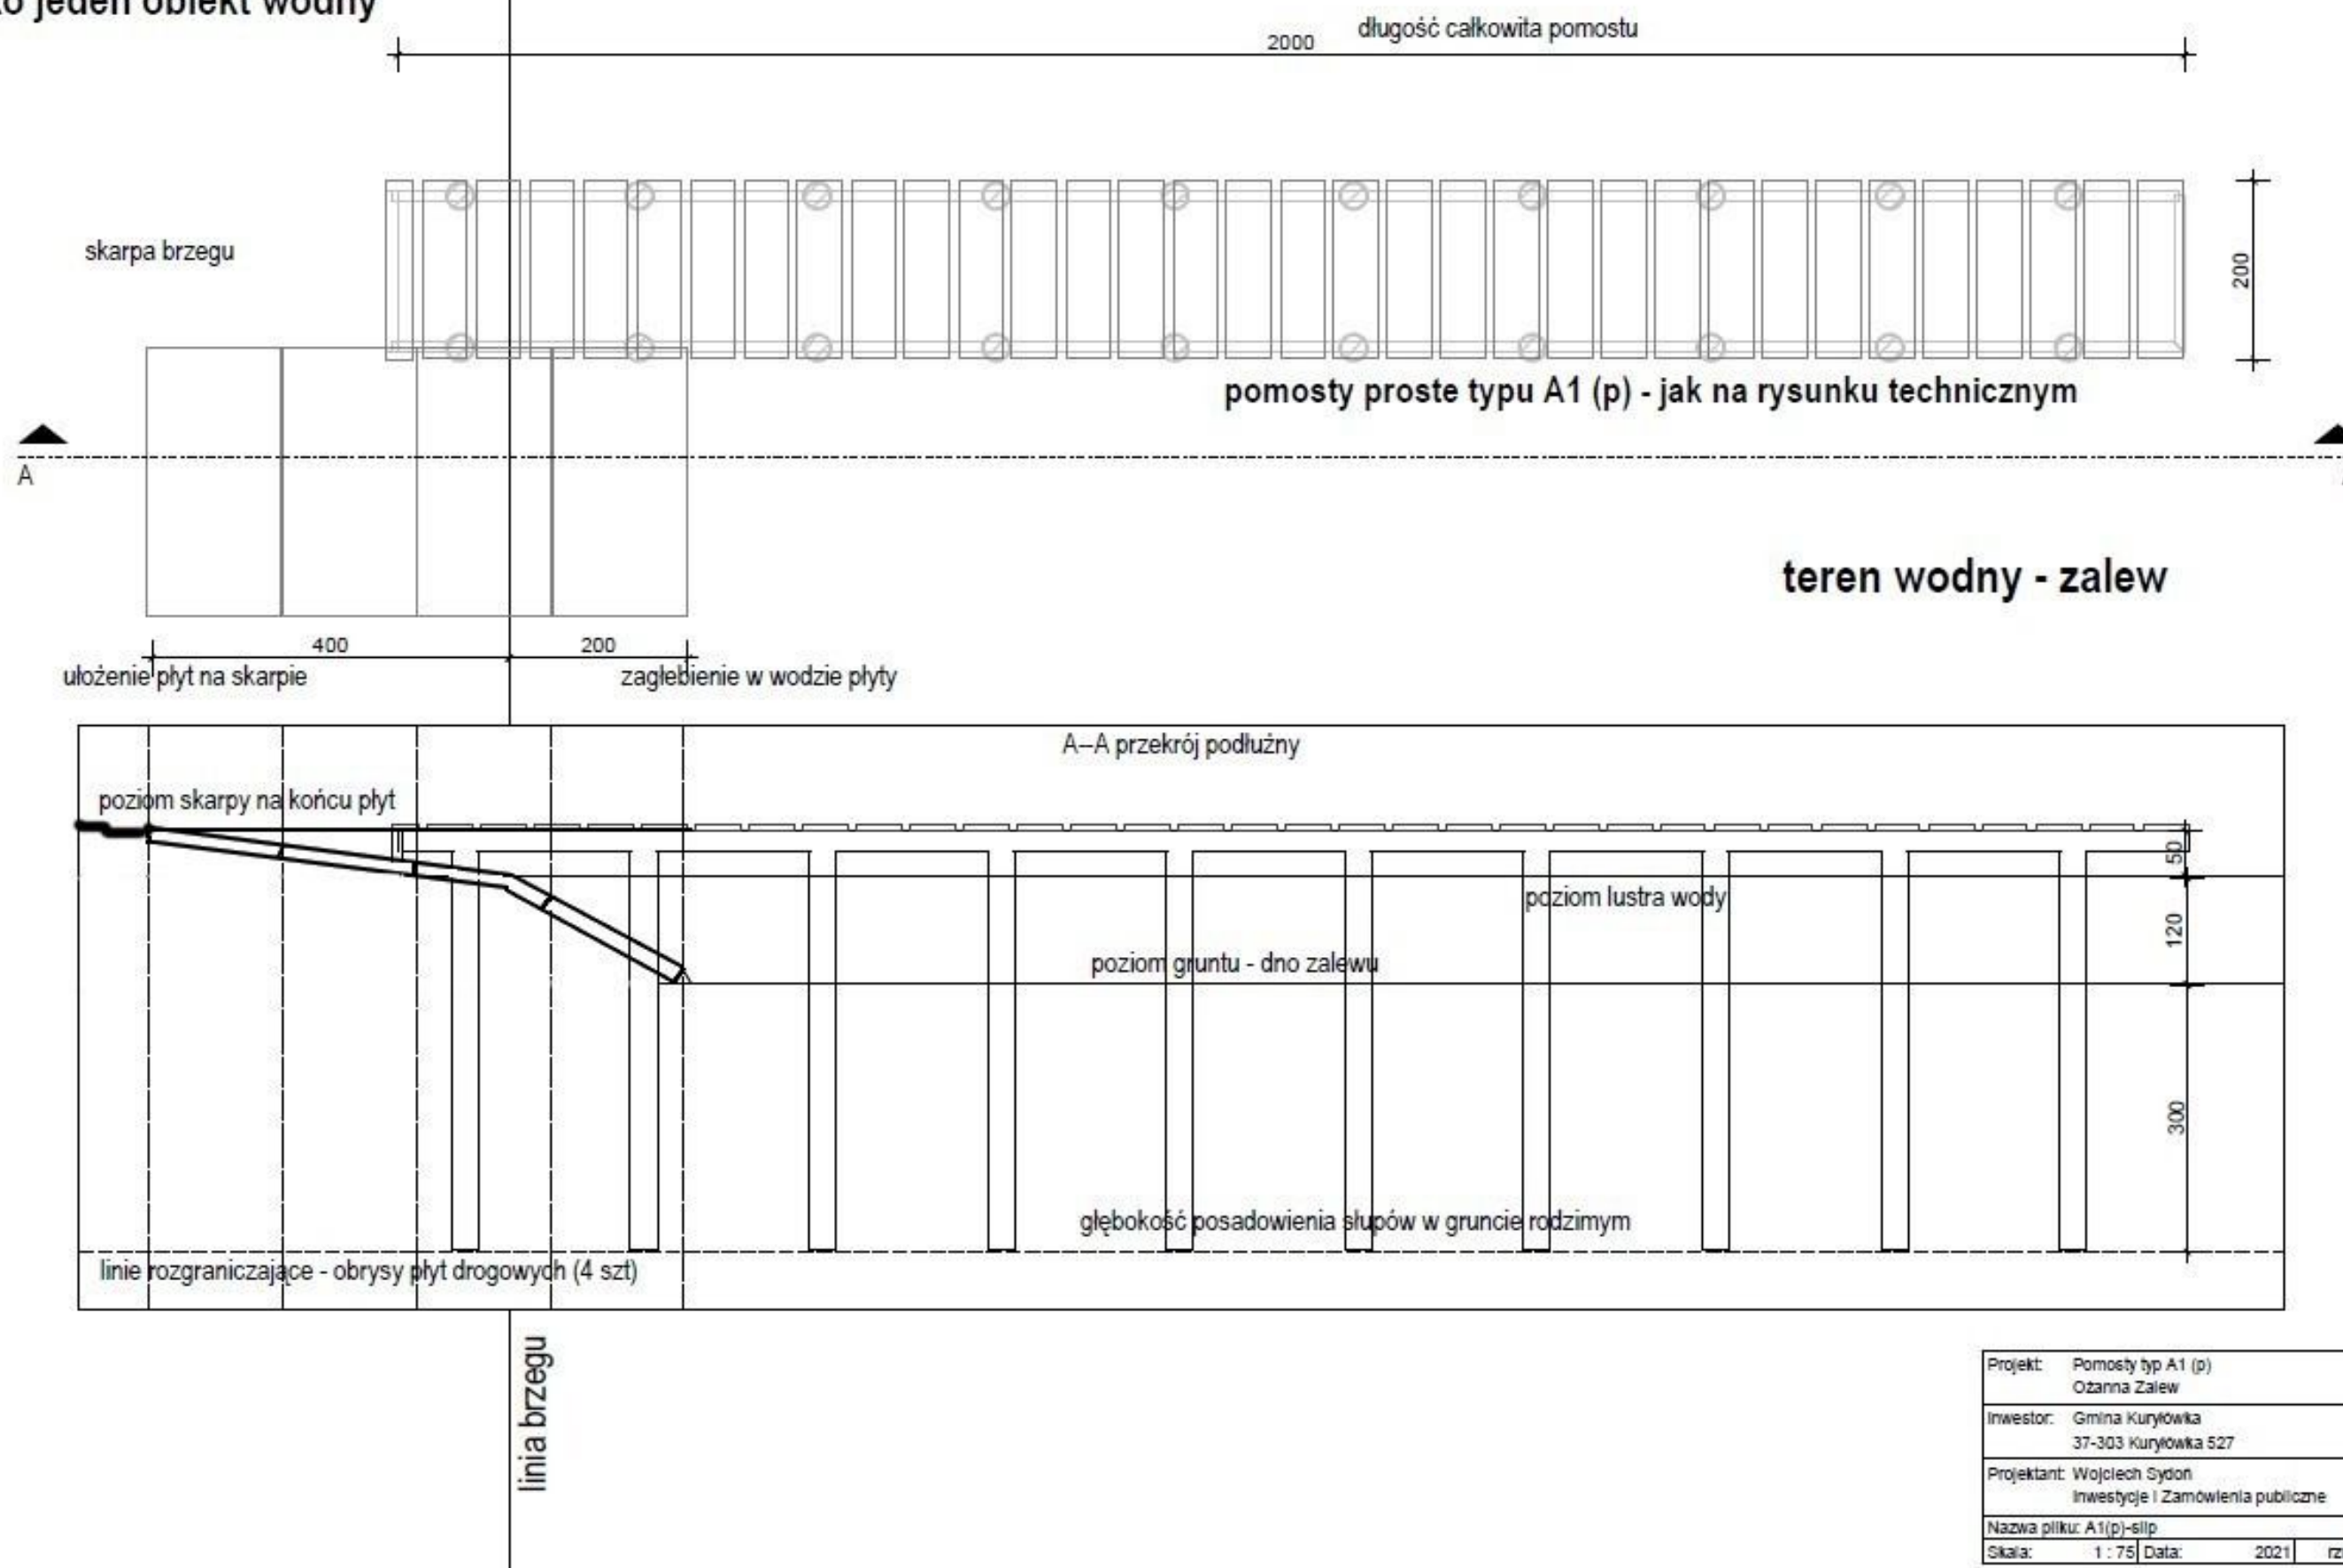 jeden obiekt wodny
długość całkowita pomostu
2000
skarpa brzegu
200
pomosty proste typu A1 (p) - jak na rysunku technicznym
A
teren wodny - zalew
400
200
ułożenie płyt na skarpie
zagłebienie w wodzie płyty
A--A przekrój podłużny
poziom skarpy na końcu płyt
50
poziom lustra wody
120
poziom gruntu - dno zalewu
300
głębokość posadowienia słupów w gruncie rodzimym
linie rozgraniczające - obrysy płyt drogowych (4 szt)
linia brzegu
Projekt: Pomosty typ A1 (p)
Ożanna Zalew
Inwestor: Gmina Kuryłówka
37-303 Kuryłówka 527
Projektant: Wojciech Sydoń
Inwestycje i Zamówienia publiczne
Nazwa pliku: A1(p)-slip
Skala: 1 : 75 Data: 2021